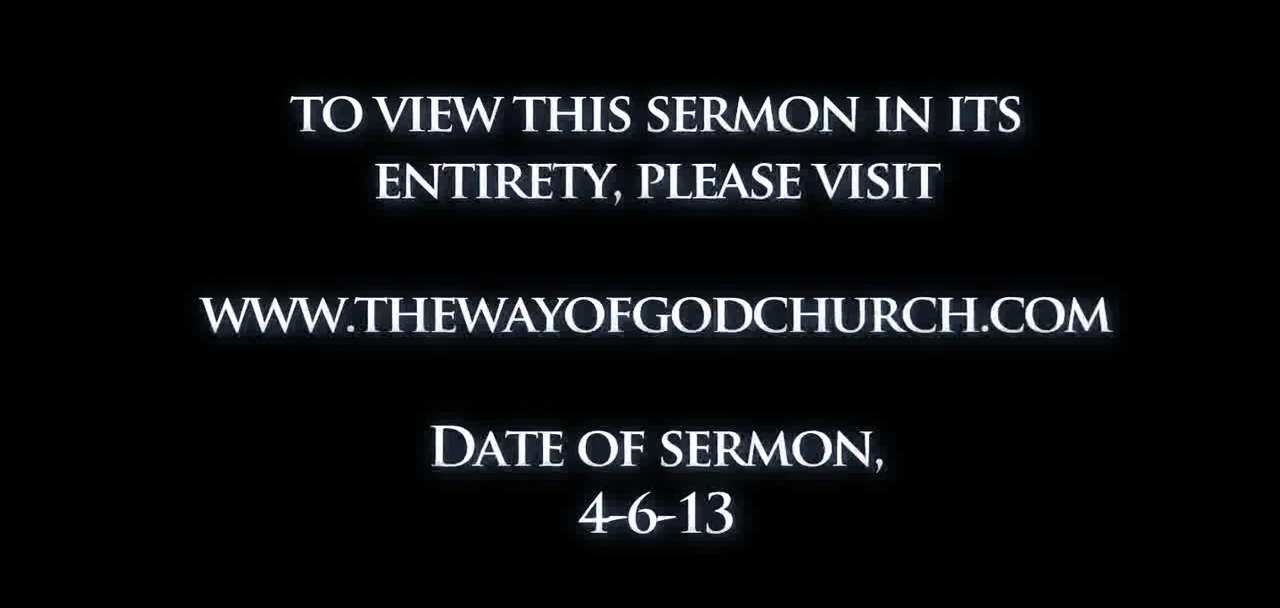 TO VIEW THIS SERMON IN ITS
ENTIRETY, PLEASE VISIT
WWW.THEWAYOFGODCHURCH.COM
DATE OF SERMON,
4-6-13